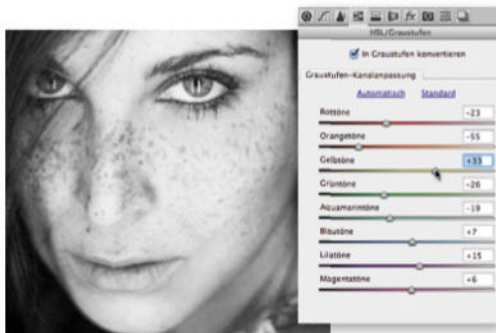 HSL/Graustufen
In Graustufen konvertieren
Graustufen-Kanalanpassung
Automatisch Standard
Rottöne -23
Orangetöne -55
Gelbtöne +33
Grüntöne -26
Aquamarintöne -19
Blautöne +7
Lilatöne +15
Magentatöne +6